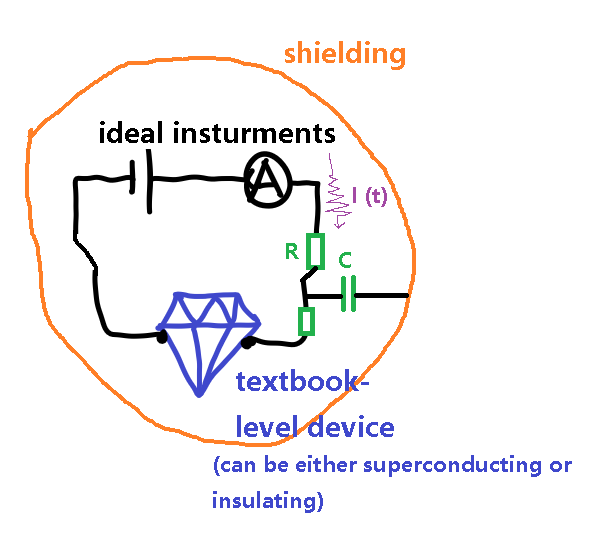 shielding
ideal insturments
A
I (t)
R
C
textbook-
level device
(can be either superconducting or
insulating)